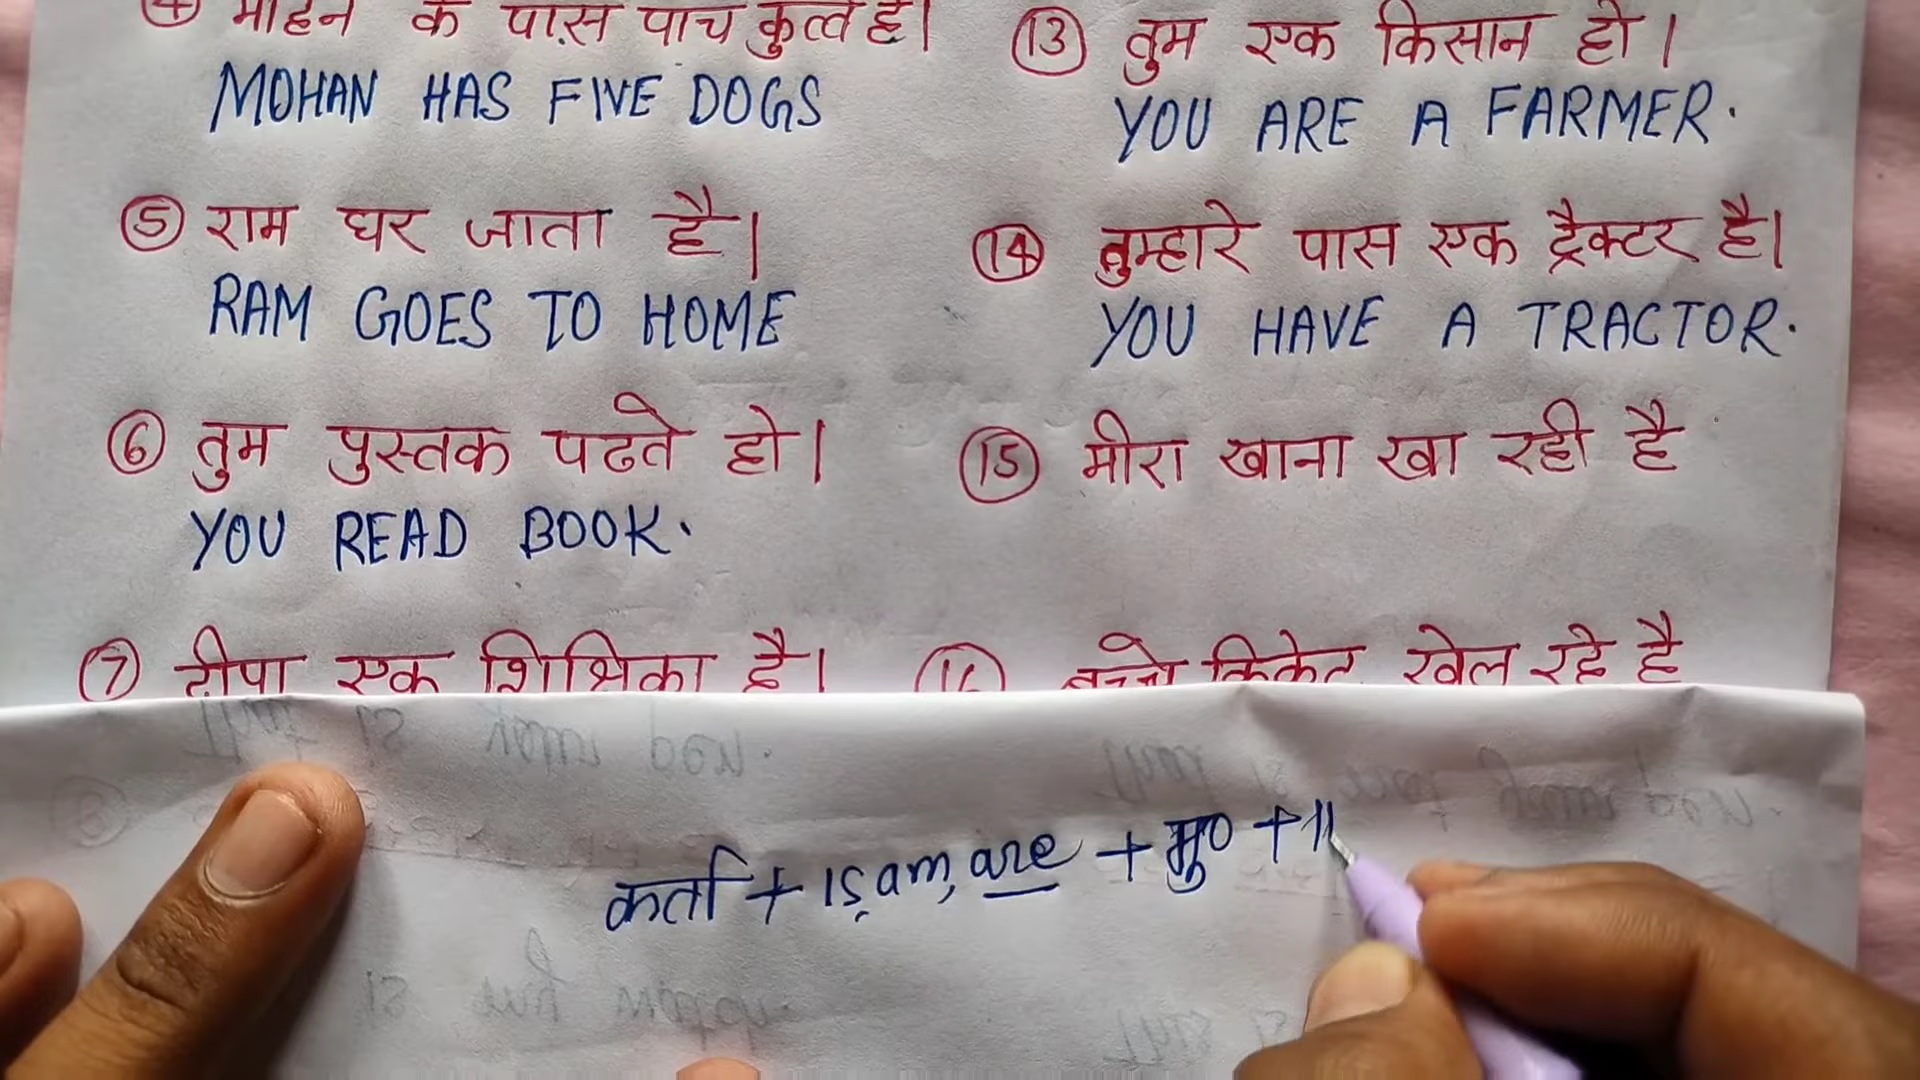 ④ मोहन के पास पांच कुत्ते है।
MOHAN HAS FIVE DOGS
⑤ राम घर जाता है।
RAM GOES TO HOME
⑥ तुम पुस्तक पढते हो।
YOU READ BOOK.
⑦ दीपा एक शिक्षिका है।
⑬ तुम एक किसान हो।
YOU ARE A FARMER.
⑭ तुम्हारे पास एक ट्रैक्टर है।
YOU HAVE A TRACTOR.
⑮ मीरा खाना खा रही है
⑯ बच्चे क्रिकेट खेल रहे है
कर्ता + is, am, are + मु० +